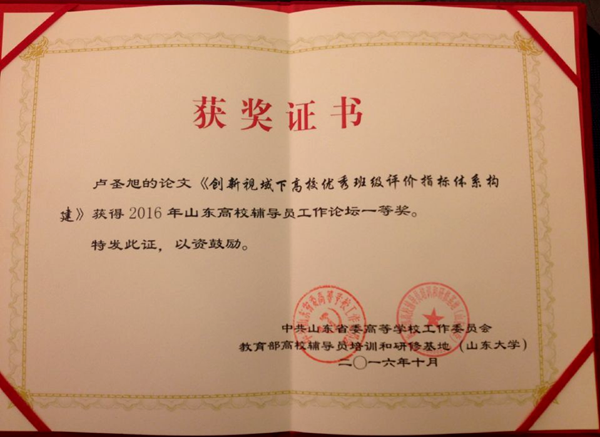 获奖证书
卢圣旭的论文《创新视域下高校优秀班级评价指标体系构
建》获得2016年山东高校辅导员工作论坛一等奖。
特发此证，以资鼓励。
中共山东省委高等学校工作委员会
教育部高校辅导员培训和研修基地（山东大学）
二〇一六年十月